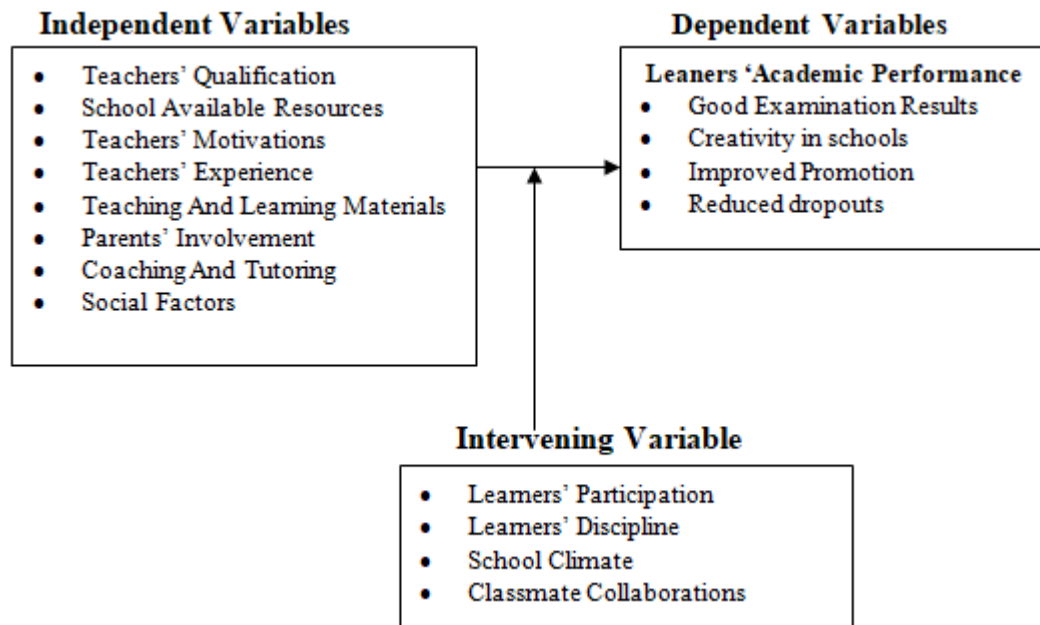 Independent Variables
• Teachers’ Qualification
• School Available Resources
• Teachers’ Motivations
• Teachers’ Experience
• Teaching And Learning Materials
• Parents’ Involvement
• Coaching And Tutoring
• Social Factors
Dependent Variables
Leaners ‘Academic Performance
• Good Examination Results
• Creativity in schools
• Improved Promotion
• Reduced dropouts
Intervening Variable
• Learners’ Participation
• Learners’ Discipline
• School Climate
• Classmate Collaborations